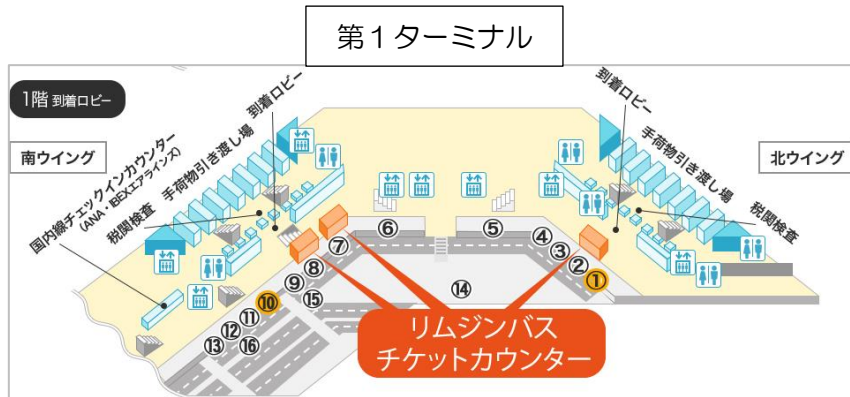 第1ターミナル
1階 到着ロビー
南ウイング
国内線チェックインカウンター
(ANA・IBEXエアラインズ)
税関検査
手荷物引き渡し場
到着ロビー
到着ロビー
手荷物引き渡し場
税関検査
北ウイング
⑥
⑤
⑦
④
⑧
③
⑨
②
⑩
①
⑮
⑭
⑪
⑫
⑬
⑯
リムジンバス
チケットカウンター